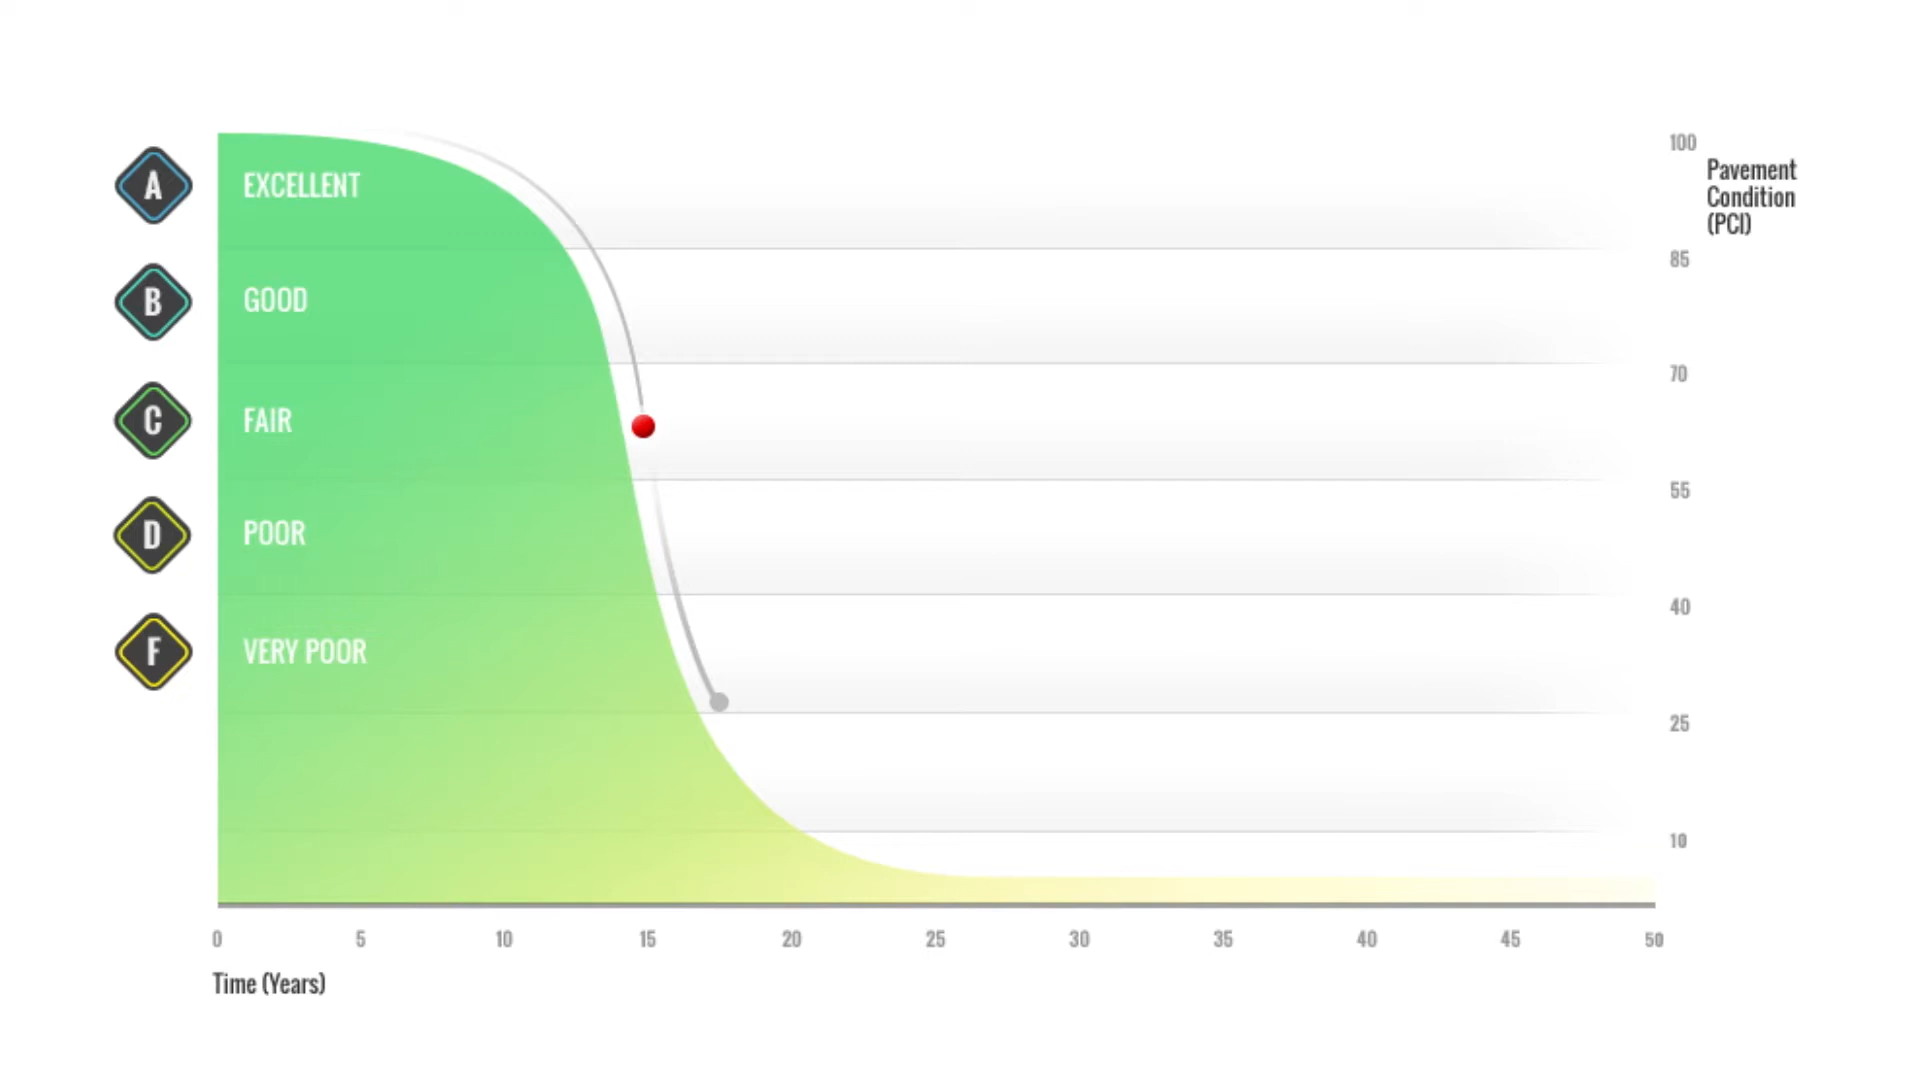 100
A EXCELLENT
Pavement
Condition
(PCI)
85
B GOOD
70
C FAIR
55
D POOR
40
F VERY POOR
25
10
0 5 10 15 20 25 30 35 40 45 50
Time (Years)